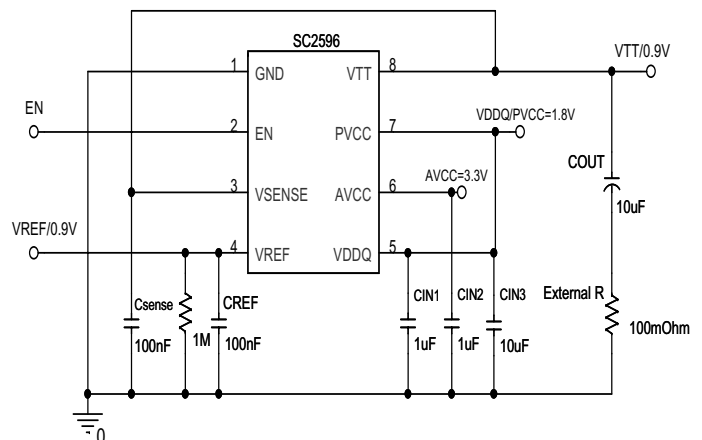 SC2596
VTT/0.9V
1 GND VTT 8
EN
VDDQ/PVCC=1.8V
2 EN PVCC 7
COUT
AVCC=3.3V
3 VSENSE AVCC 6
10uF
VREF/0.9V
4 VREF VDDQ 5
Csense CREF CIN1 CIN2 CIN3 External R
100mOhm
100nF 1M 100nF 1uF 1uF 10uF
0